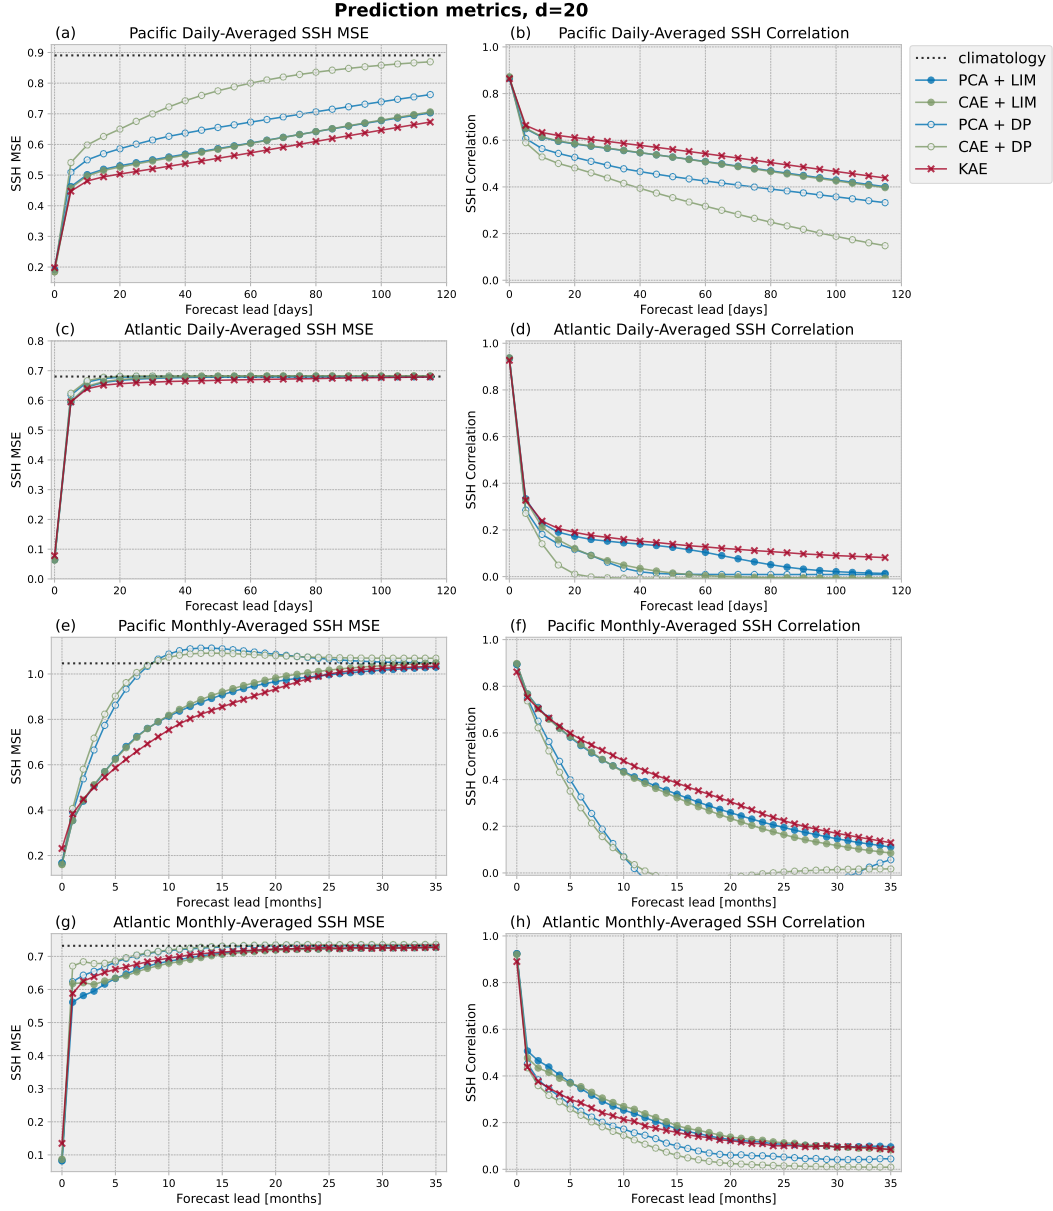 Prediction metrics, d=20
(a) Pacific Daily-Averaged SSH MSE
0.9
0.8
0.7
0.6
0.5
0.4
0.3
0.2
SSH MSE
0 20 40 60 80 100 120
Forecast lead [days]
(b) Pacific Daily-Averaged SSH Correlation
1.0
0.8
0.6
0.4
0.2
0.0
SSH Correlation
0 20 40 60 80 100 120
Forecast lead [days]
climatology
PCA + LIM
CAE + LIM
PCA + DP
CAE + DP
KAE
(c) Atlantic Daily-Averaged SSH MSE
0.8
0.7
0.6
0.5
0.4
0.3
0.2
0.1
0.0
SSH MSE
0 20 40 60 80 100 120
Forecast lead [days]
(d) Atlantic Daily-Averaged SSH Correlation
1.0
0.8
0.6
0.4
0.2
0.0
SSH Correlation
0 20 40 60 80 100 120
Forecast lead [days]
(e) Pacific Monthly-Averaged SSH MSE
1.0
0.8
0.6
0.4
0.2
SSH MSE
0 5 10 15 20 25 30 35
Forecast lead [months]
(f) Pacific Monthly-Averaged SSH Correlation
1.0
0.8
0.6
0.4
0.2
0.0
SSH Correlation
0 5 10 15 20 25 30 35
Forecast lead [months]
(g) Atlantic Monthly-Averaged SSH MSE
0.7
0.6
0.5
0.4
0.3
0.2
0.1
SSH MSE
0 5 10 15 20 25 30 35
Forecast lead [months]
(h) Atlantic Monthly-Averaged SSH Correlation
1.0
0.8
0.6
0.4
0.2
0.0
SSH Correlation
0 5 10 15 20 25 30 35
Forecast lead [months]